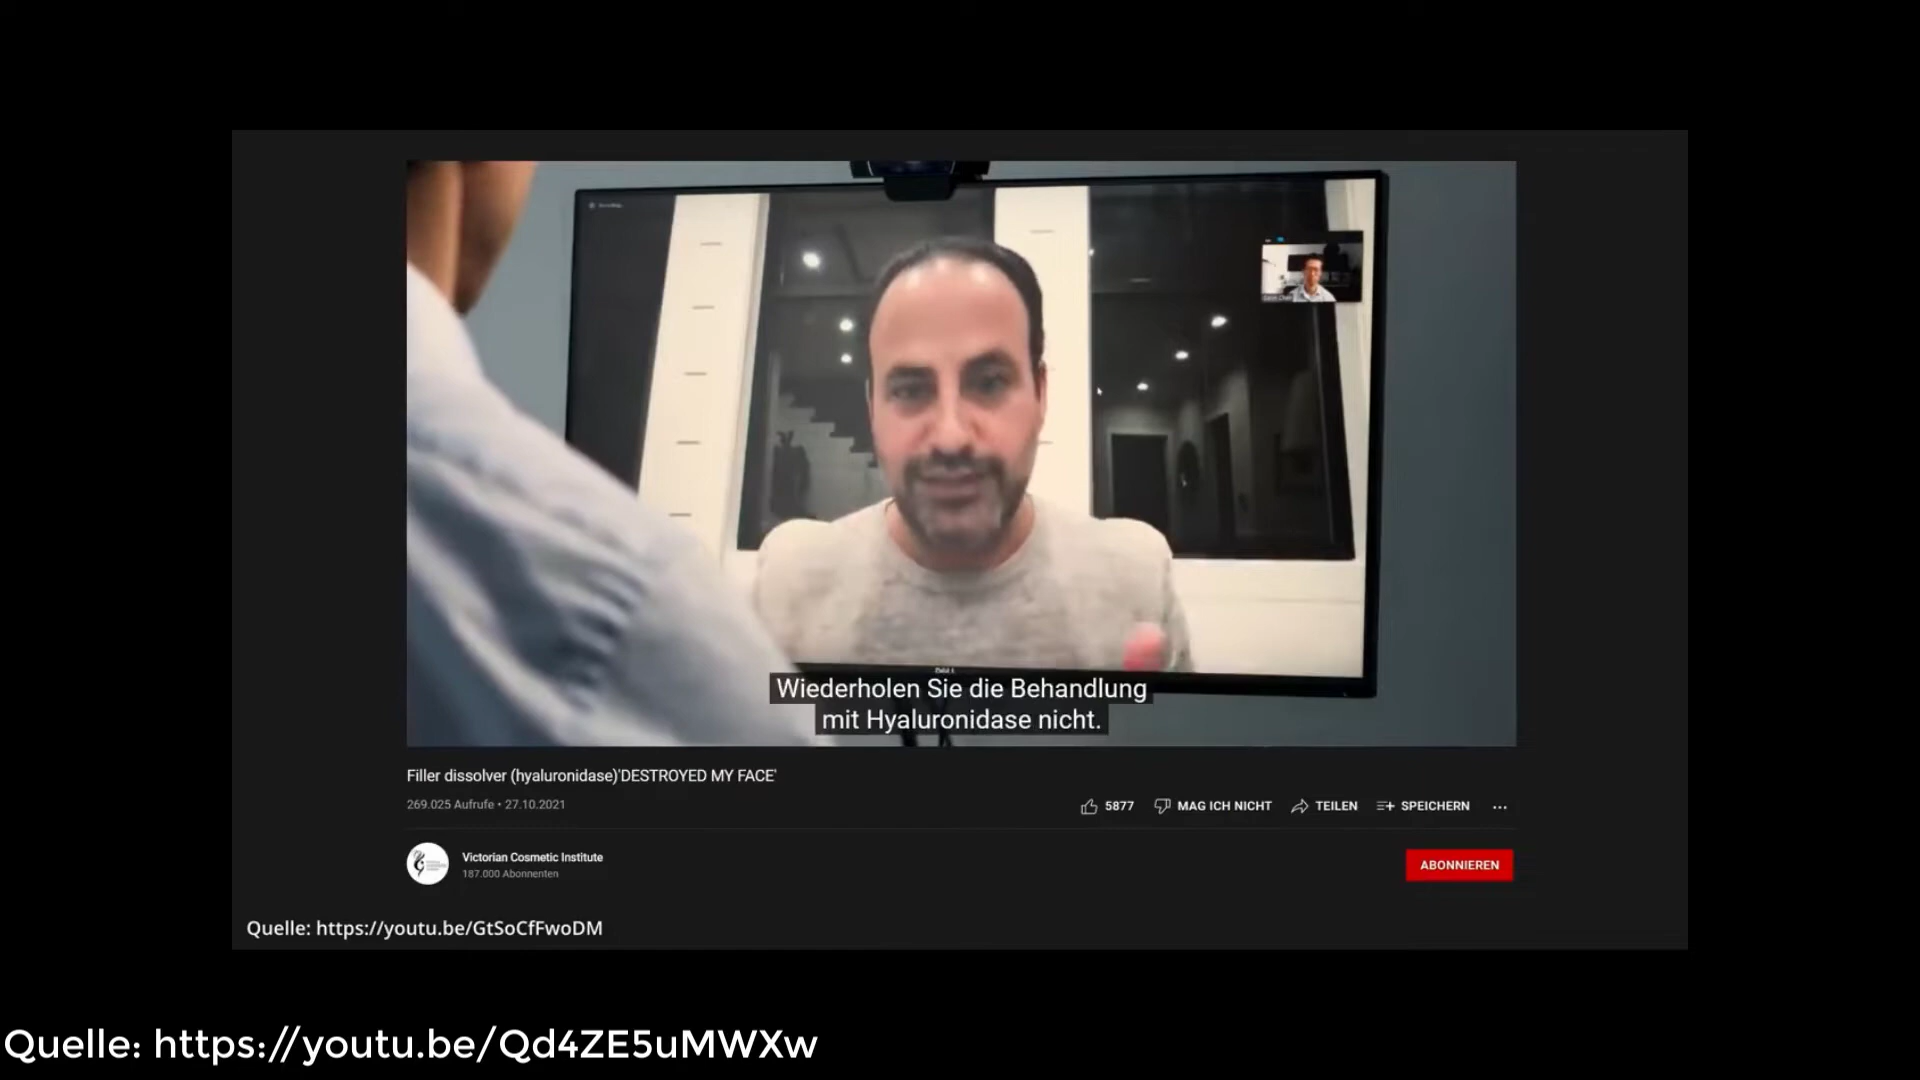 Wiederholen Sie die Behandlung
mit Hyaluronidase nicht.
Filler dissolver (hyaluronidase)'DESTROYED MY FACE'
269.025 Aufrufe • 27.10.2021
5877 MAG ICH NICHT TEILEN SPEICHERN ...
Victorian Cosmetic Institute
187.000 Abonnenten
ABONNIEREN
Quelle: https://youtu.be/GtSoCfFwoDM
Quelle: https://youtu.be/Qd4ZE5uMWXw